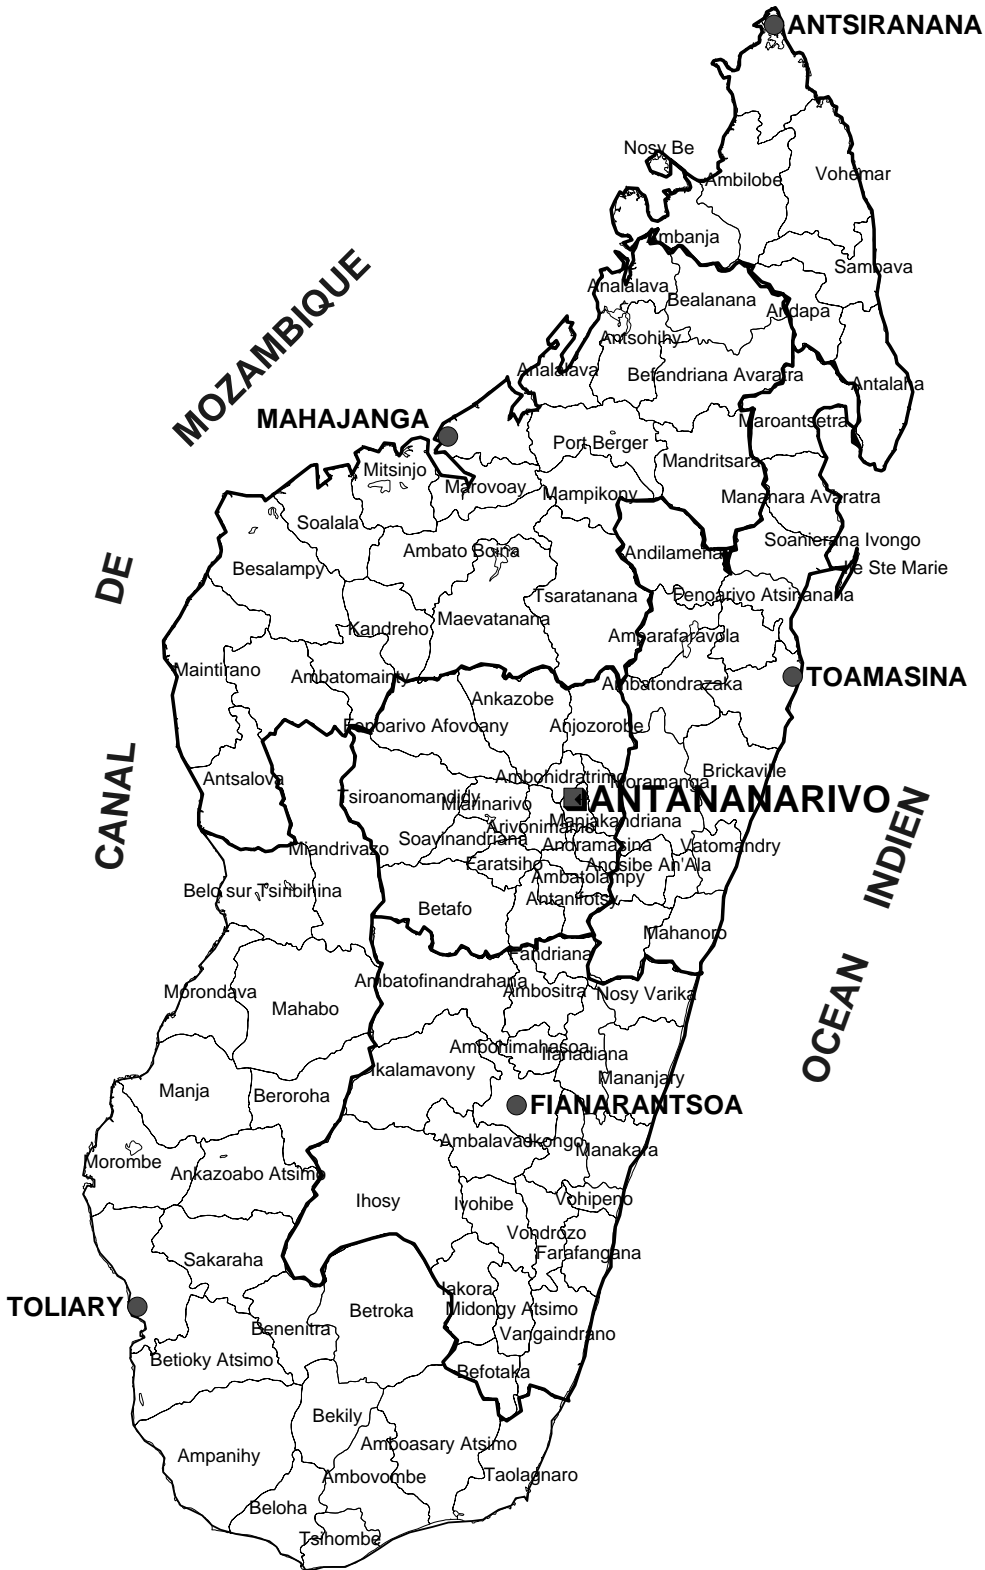 ANTSIRANANA
Nosy Be
Ambilobe
Vohemar
Ambanja
Sambava
Analalava
Bealanana
Andapa
Antsohihy
Analalava
Befandriana Avaratra
Antalaha
MOZAMBIQUE
MAHAJANGA
Maroantsetra
Port Berger
Mandritsara
Mitsinjo
Marovoay
Mampikony
Mananara Avaratra
Soalala
Soanierana Ivongo
Ambato Boina
Andilamena
DE
Besalampy
Ile Ste Marie
Tsaratanana
Fenoarivo Atsinanana
Maevatanana
Kandreho
Amparafaravola
Maintirano
Ambatomainty
TOAMASINA
Ambatondrazaka
Ankazobe
Fenoarivo Afovoany
Anjozorobe
CANAL
Antsalova
Ambohidratrimo
Brickaville
Moramanga
Tsiroanomandidy
Miarinarivo
ANTANANARIVO
Arivonimamo
Manjakandriana
Soavinandriana
Andramasina
Vatomandry
Miandrivazo
Faratsiho
Anosibe An'Ala
Ambatolampy
Belo sur Tsiribihina
Antanifotsy
Betafo
OCEAN INDIEN
Mahanoro
Fandriana
Ambatofinandrahana
Ambositra
Nosy Varika
Morondava
Mahabo
Ambohimahasoa
Ifanadiana
Ikalamavony
Mananjary
Manja
Beroroha
FIANARANTSOA
Ambalavao
Ikongo
Manakara
Morombe
Ankazoabo Atsimo
Ihosy
Ivohibe
Vohipeno
Vondrozo
Farafangana
Sakaraha
Iakora
TOLIARY
Betroka
Midongy Atsimo
Benenitra
Vangaindrano
Betioky Atsimo
Befotaka
Bekily
Amboasary Atsimo
Ampanihy
Ambovombe
Taolagnaro
Beloha
Tsihombe